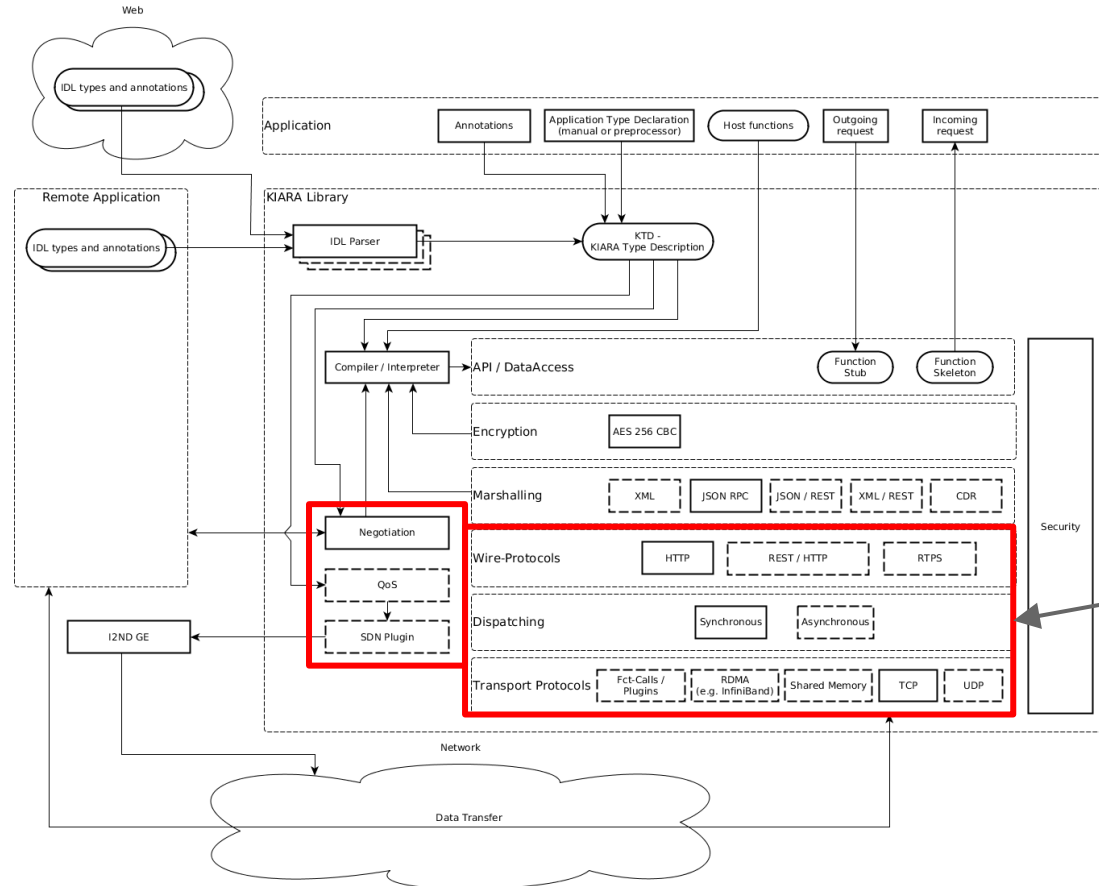 Web
IDL types and annotations
Application
Annotations
Application Type Declaration
(manual or preprocessor)
Host functions
Outgoing
request
Incoming
request
Remote Application
IDL types and annotations
KIARA Library
IDL Parser
KTD -
KIARA Type Description
Compiler / Interpreter
API / DataAccess
Function
Stub
Function
Skeleton
Encryption
AES 256 CBC
Marshalling
XML
JSON RPC
JSON / REST
XML / REST
CDR
Security
Negotiation
Wire-Protocols
HTTP
REST / HTTP
RTPS
QoS
Dispatching
Synchronous
Asynchronous
I2ND GE
SDN Plugin
Transport Protocols
Fct-Calls /
Plugins
RDMA
(e.g. InfiniBand)
Shared Memory
TCP
UDP
Network
Data Transfer